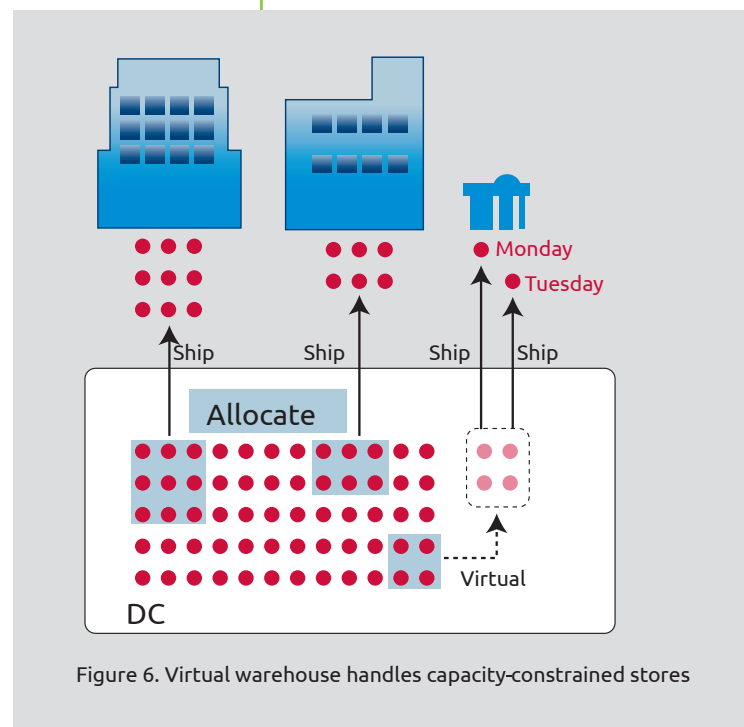 Monday
Tuesday
Ship Ship Ship Ship
Allocate
Virtual
DC
Figure 6. Virtual warehouse handles capacity-constrained stores